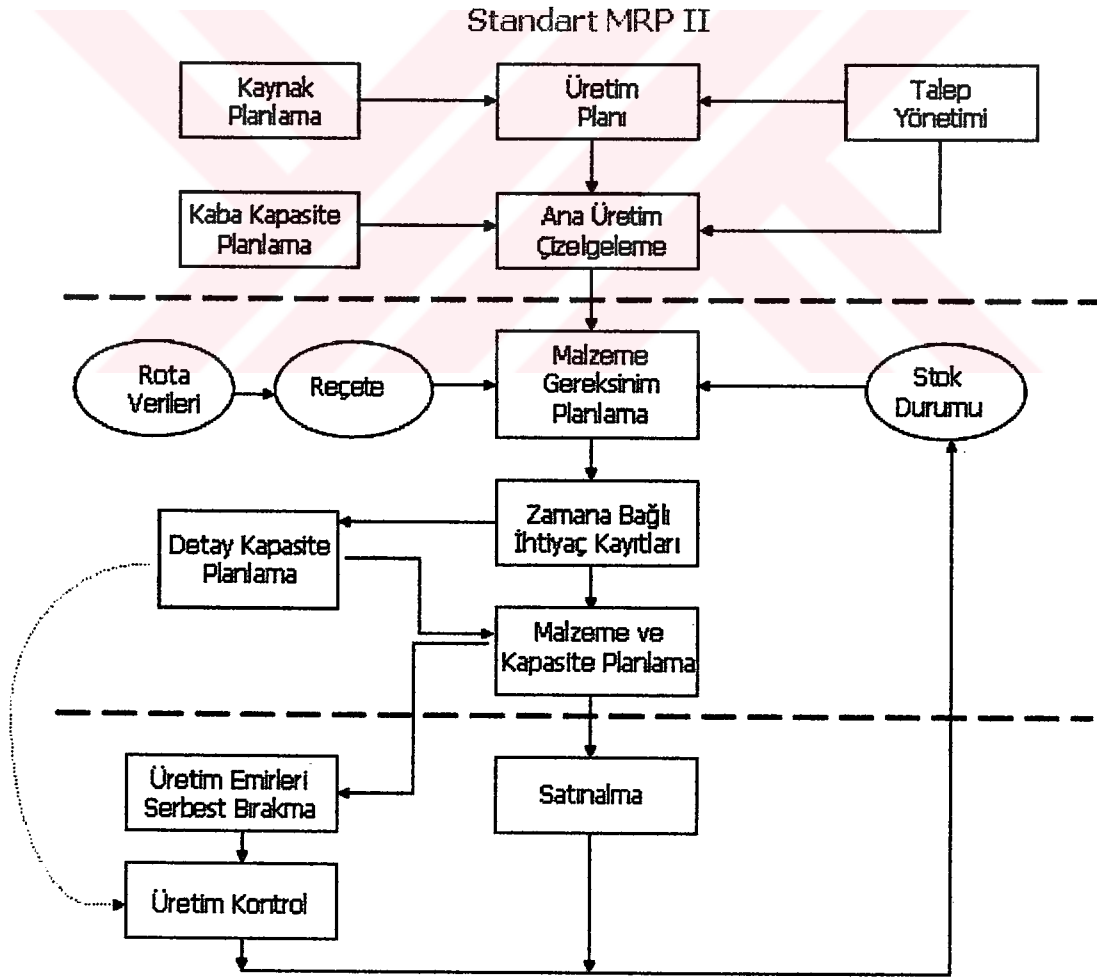 Standart MRP II
Kaynak
Planlama
Üretim
Planı
Talep
Yönetimi
Kaba Kapasite
Planlama
Ana Üretim
Çizelgeleme
Rota
Verileri
Reçete
Malzeme
Gereksinim
Planlama
Stok
Durumu
Detay Kapasite
Planlama
Zamana Bağlı
İhtiyaç Kayıtları
Malzeme ve
Kapasite Planlama
Üretim Emirleri
Serbest Bırakma
Satınalma
Üretim Kontrol